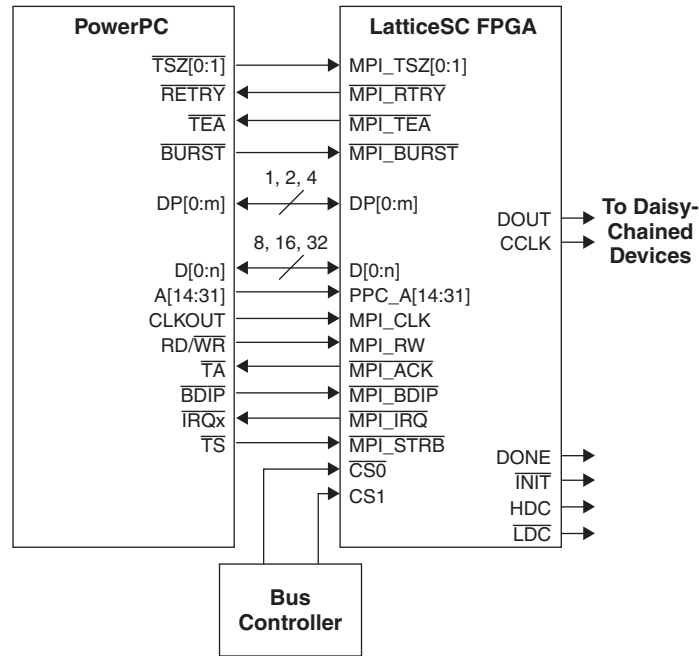 PowerPC
LatticeSC FPGA
TSZ[0:1] MPI_TSZ[0:1]
RETRY MPI_RTRY
TEA MPI_TEA
BURST MPI_BURST
1, 2, 4
DP[0:m] DP[0:m]
8, 16, 32
D[0:n] D[0:n]
A[14:31] PPC_A[14:31]
CLKOUT MPI_CLK
RD/WR MPI_RW
TA MPI_ACK
BDIP MPI_BDIP
IRQx MPI_IRQ
TS MPI_STRB
CS0
CS1
DOUT
CCLK
To Daisy-
Chained
Devices
DONE
INIT
HDC
LDC
Bus
Controller